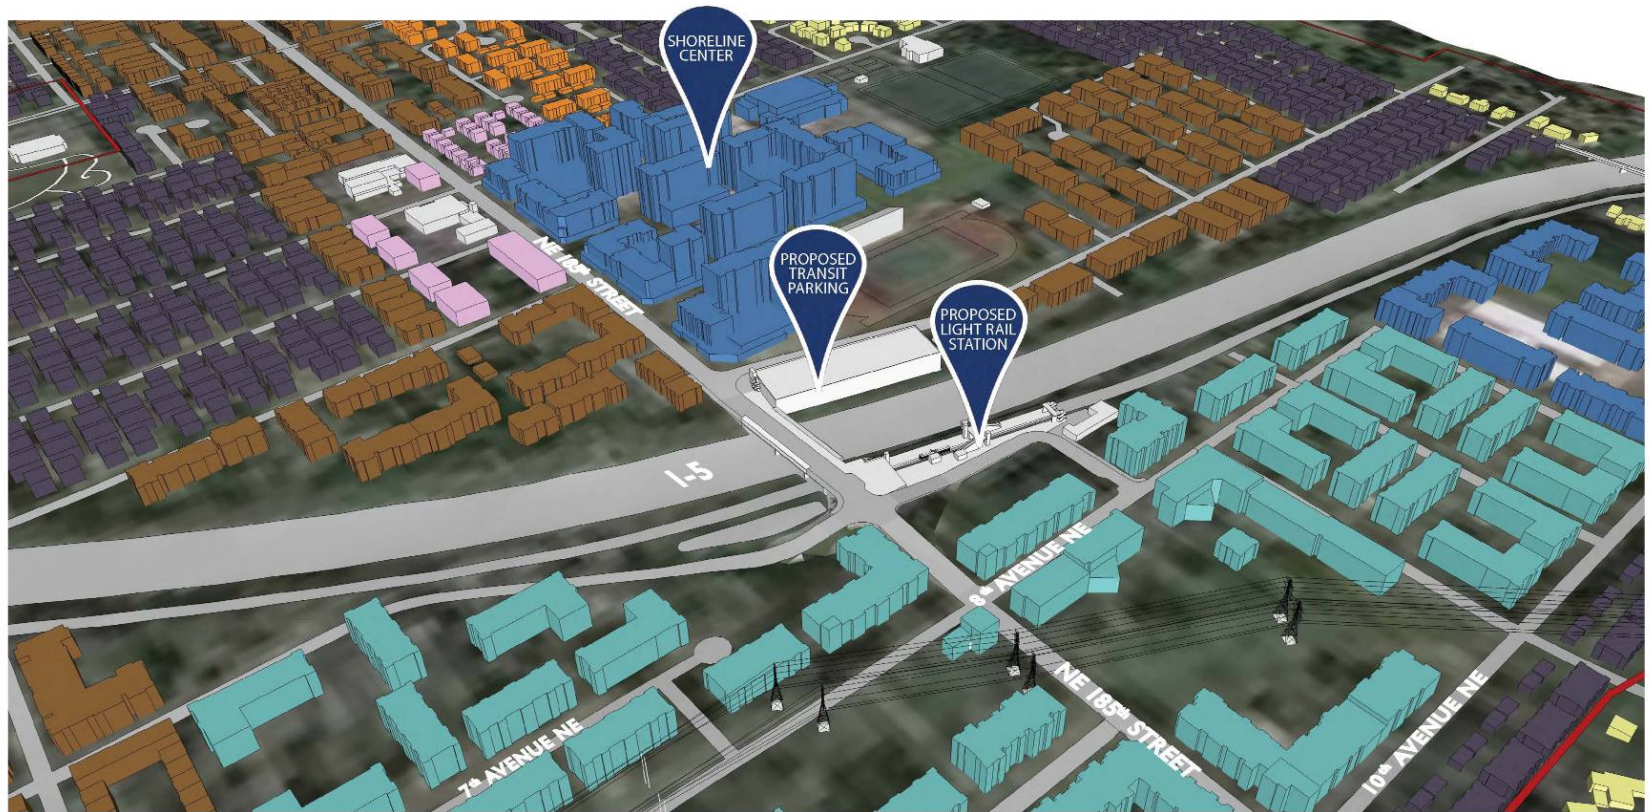 SHORELINE
CENTER
NE 185th STREET
PROPOSED
TRANSIT
PARKING
PROPOSED
LIGHT RAIL
STATION
I-5
8th AVENUE NE
NE 185th STREET
7th AVENUE NE
10th AVENUE NE